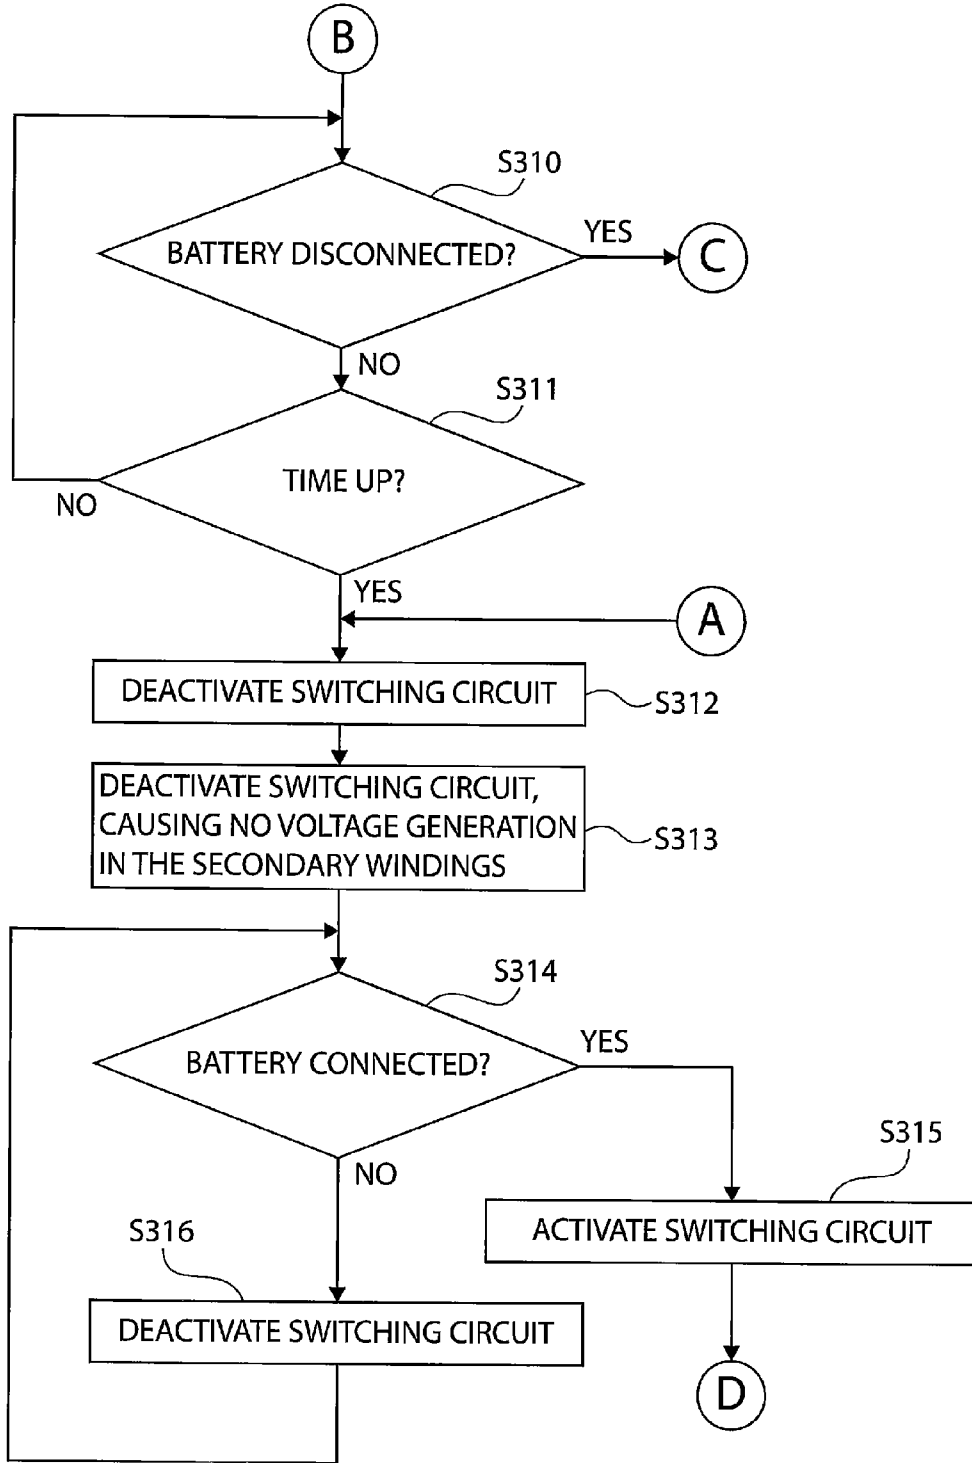 B
S310
BATTERY DISCONNECTED?
YES
C
NO
S311
TIME UP?
NO
YES
A
DEACTIVATE SWITCHING CIRCUIT
S312
DEACTIVATE SWITCHING CIRCUIT,
CAUSING NO VOLTAGE GENERATION
IN THE SECONDARY WINDINGS
S313
S314
BATTERY CONNECTED?
YES
NO
S315
ACTIVATE SWITCHING CIRCUIT
S316
DEACTIVATE SWITCHING CIRCUIT
D